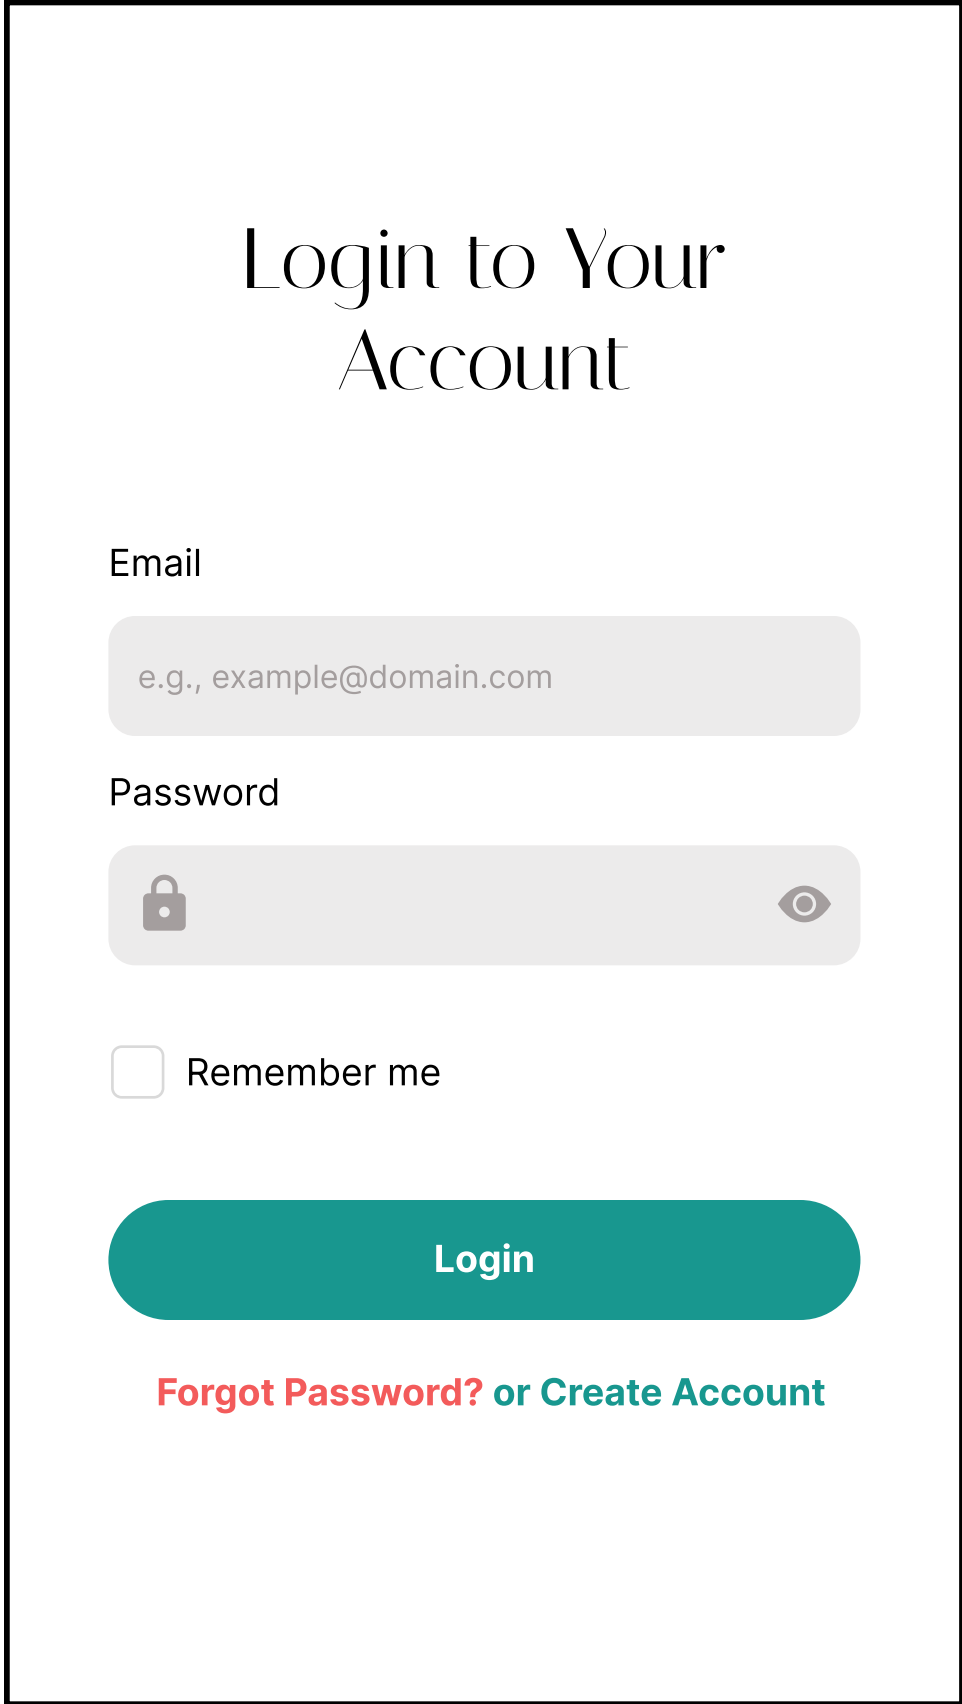 Login to Your
Account
Email
e.g., example@domain.com
Password
Remember me
Login
Forgot Password? or Create Account